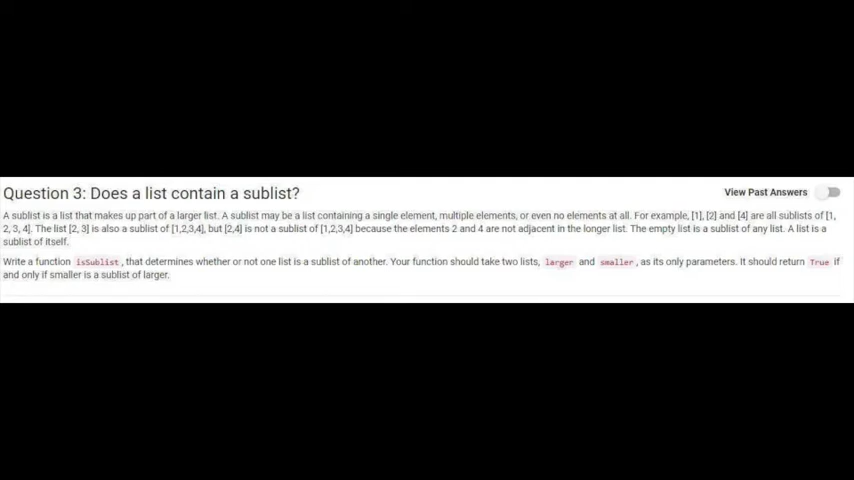 Question 3: Does a list contain a sublist?
View Past Answers
A sublist is a list that makes up part of a larger list. A sublist may be a list containing a single element, multiple elements, or even no elements at all. For example, [1], [2] and [4] are all sublists of [1,
2, 3, 4]. The list [2, 3] is also a sublist of [1,2,3,4], but [2,4] is not a sublist of [1,2,3,4] because the elements 2 and 4 are not adjacent in the longer list. The empty list is a sublist of any list. A list is a
sublist of itself.
Write a function isSublist, that determines whether or not one list is a sublist of another. Your function should take two lists, larger and smaller, as its only parameters. It should return True if
and only if smaller is a sublist of larger.